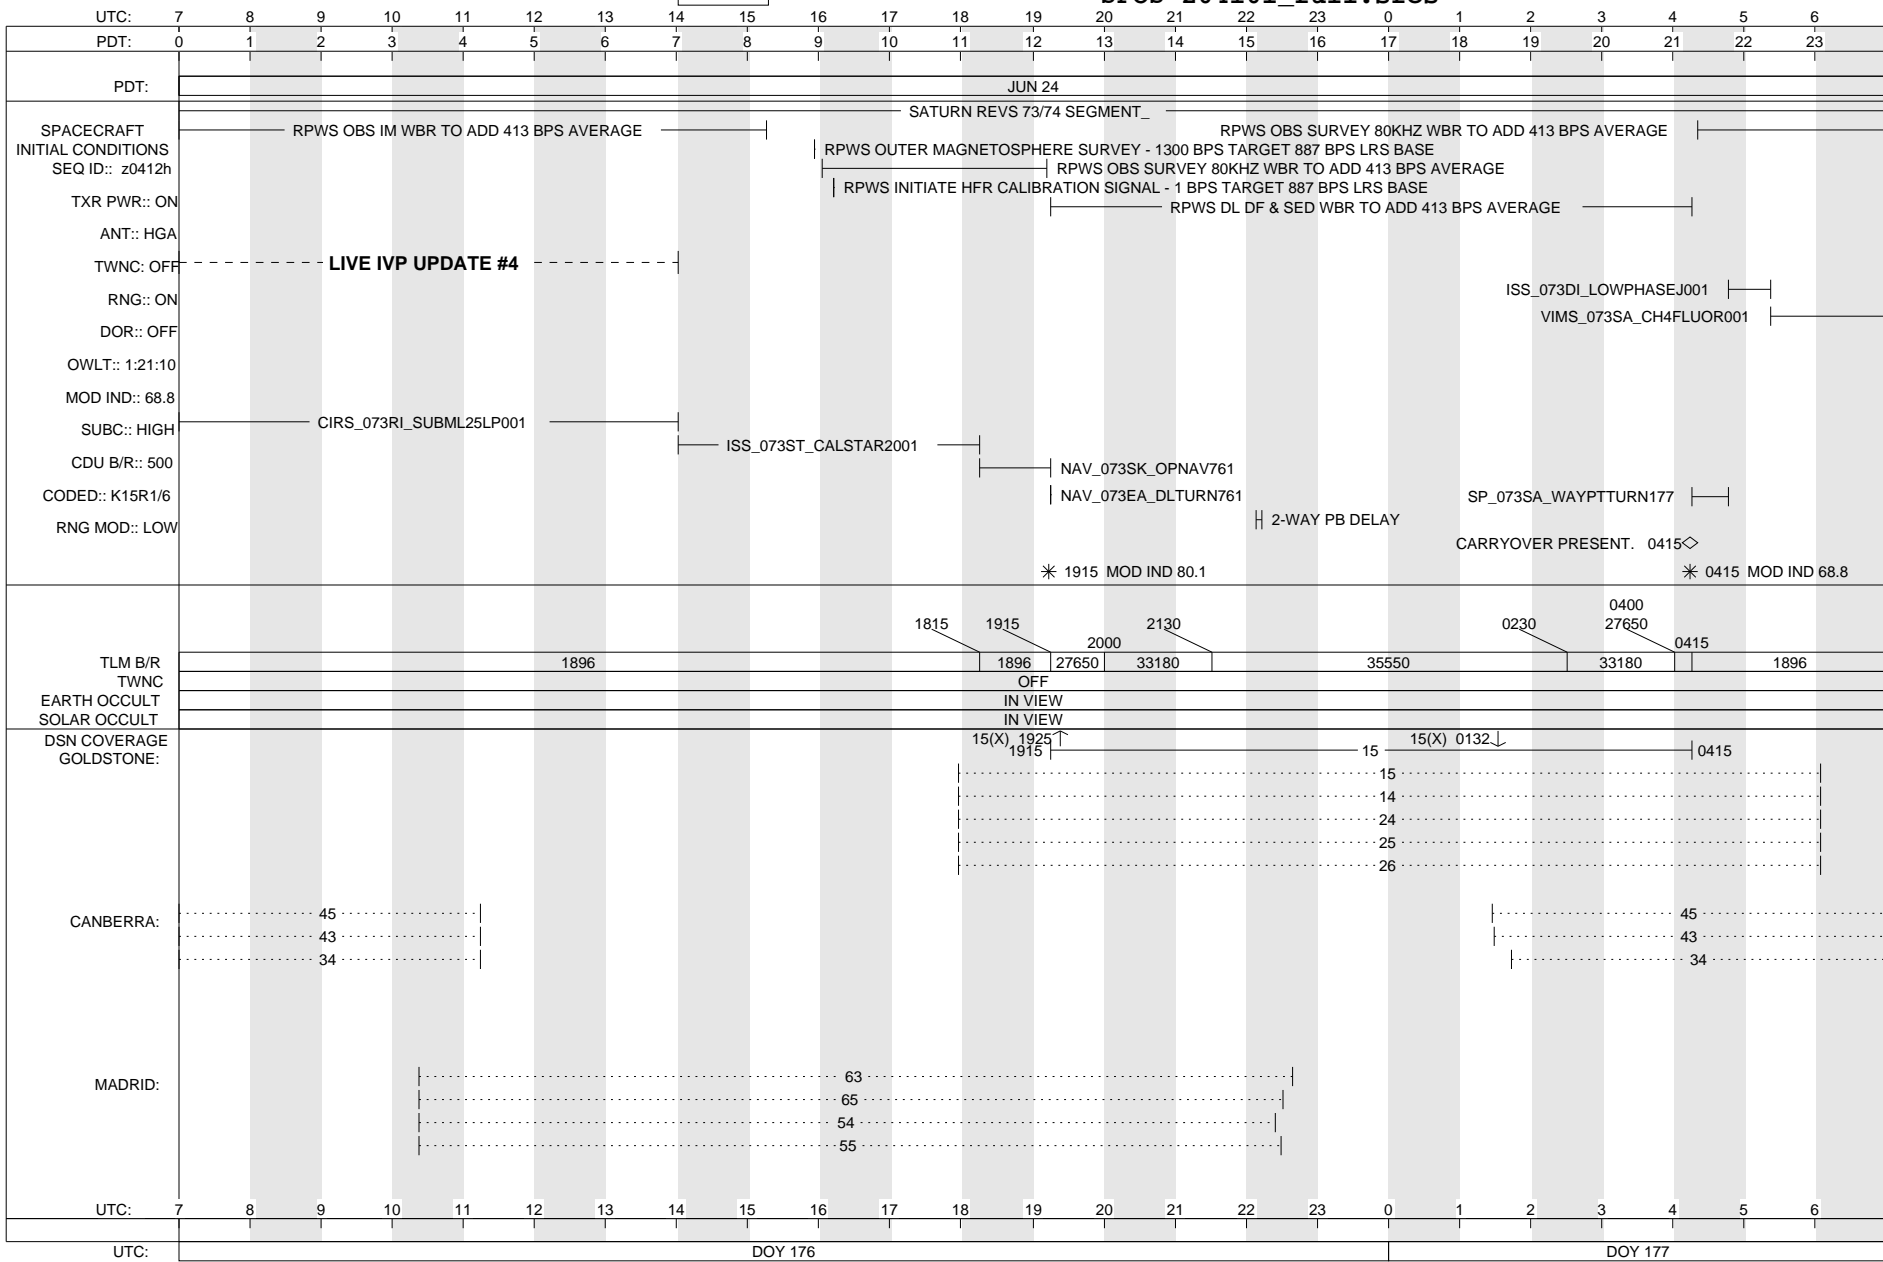 UTC: 7 8 9 10 11 12 13 14 15 16 17 18 19 20 21 22 23 0 1 2 3 4 5 6
PDT: 0 1 2 3 4 5 6 7 8 9 10 11 12 13 14 15 16 17 18 19 20 21 22 23
PDT: JUN 24
SATURN REVS 73/74 SEGMENT_
SPACECRAFT RPWS OBS IM WBR TO ADD 413 BPS AVERAGE RPWS OBS SURVEY 80KHZ WBR TO ADD 413 BPS AVERAGE
INITIAL CONDITIONS RPWS OUTER MAGNETOSPHERE SURVEY - 1300 BPS TARGET 887 BPS LRS BASE
SEQ ID:: z0412h RPWS OBS SURVEY 80KHZ WBR TO ADD 413 BPS AVERAGE
RPWS INITIATE HFR CALIBRATION SIGNAL - 1 BPS TARGET 887 BPS LRS BASE
TXR PWR:: ON RPWS DL DF & SED WBR TO ADD 413 BPS AVERAGE
ANT:: HGA
TWNC: OFF LIVE IVP UPDATE #4
RNG:: ON ISS_073DI_LOWPHASEJ001
VIMS_073SA_CH4FLUOR001
DOR:: OFF
OWLT:: 1:21:10
MOD IND:: 68.8
SUBC:: HIGH CIRS_073RI_SUBML25LP001
ISS_073ST_CALSTAR2001
CDU B/R:: 500 NAV_073SK_OPNAV761
CODED:: K15R1/6 NAV_073EA_DLTURN761 SP_073SA_WAYPTTURN177
RNG MOD:: LOW 2-WAY PB DELAY
CARRYOVER PRESENT. 0415
1915 MOD IND 80.1 0415 MOD IND 68.8
0400
1815 1915 2130 0230 27650
2000 0415
TLM B/R 1896 1896 27650 33180 35550 33180 1896
TWNC OFF
EARTH OCCULT IN VIEW
SOLAR OCCULT IN VIEW
DSN COVERAGE 15(X) 1925 15(X) 0132
GOLDSTONE: 1915 15 0415
15
14
24
25
26
CANBERRA: 45 45
43 43
34 34
MADRID: 63
65
54
55
UTC: 7 8 9 10 11 12 13 14 15 16 17 18 19 20 21 22 23 0 1 2 3 4 5 6
UTC: DOY 176 DOY 177